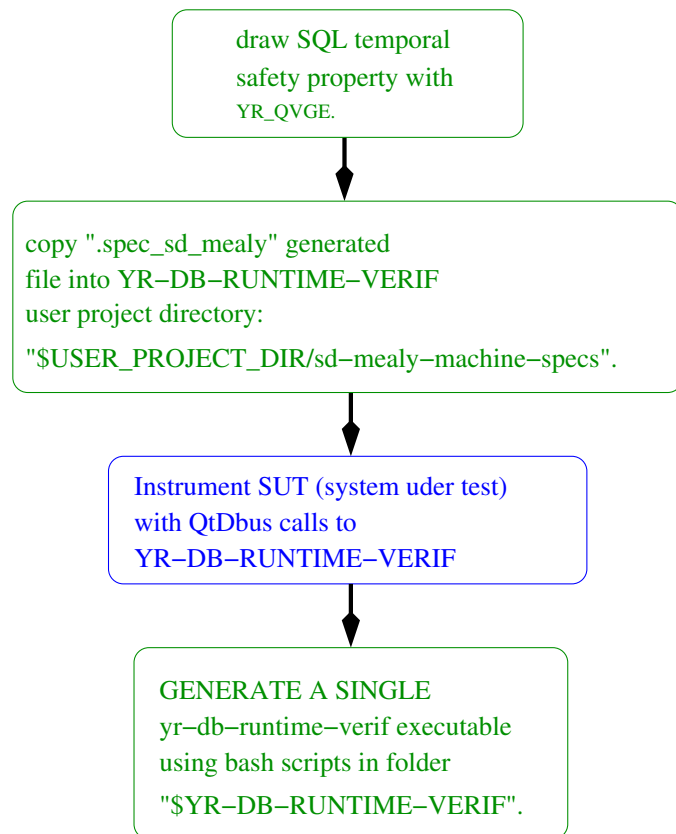 draw SQL temporal
safety property with
YR_QVGE.
copy ".spec_sd_mealy" generated
file into YR−DB−RUNTIME−VERIF
user project directory:
"$USER_PROJECT_DIR/sd−mealy−machine−specs".
Instrument SUT (system uder test)
with QtDbus calls to
YR−DB−RUNTIME−VERIF
GENERATE A SINGLE
yr−db−runtime−verif executable
using bash scripts in folder
"$YR−DB−RUNTIME−VERIF".